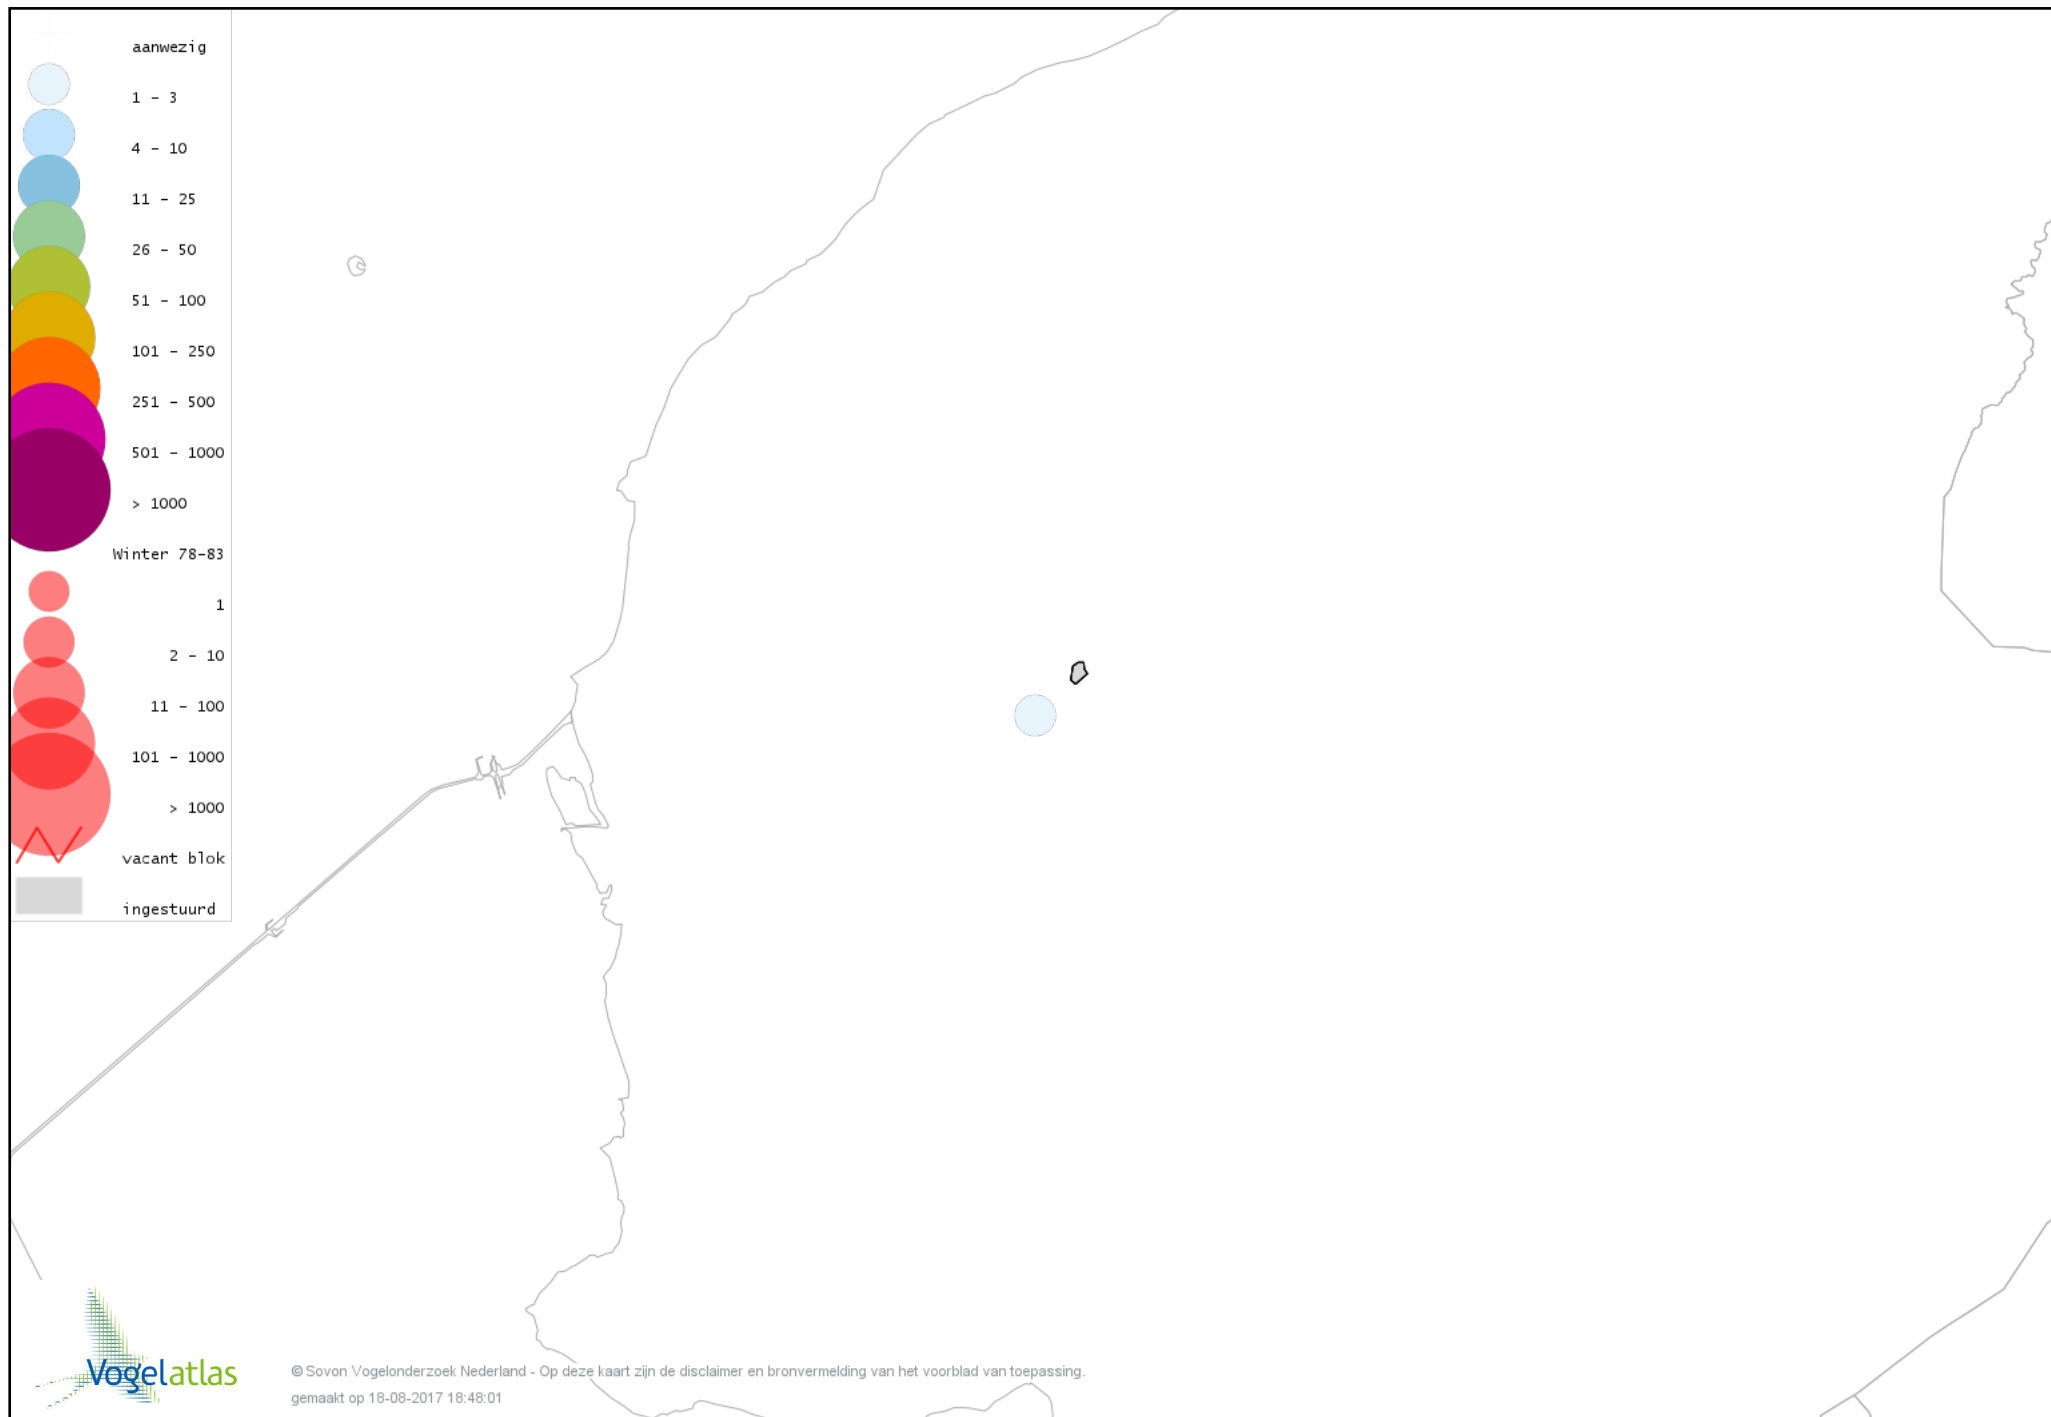 aanwezig
1 - 3
4 - 10
11 - 25
26 - 50
51 - 100
101 - 250
251 - 500
501 - 1000
> 1000
Winter 78-83
1
2 - 10
11 - 100
101 - 1000
> 1000
vacant blok
ingestuurd
Vogelatlas
© Sovon Vogelonderzoek Nederland - Op deze kaart zijn de disclaimer en bronvermelding van het voorblad van toepassing.
gemaakt op 18-08-2017 18:48:01